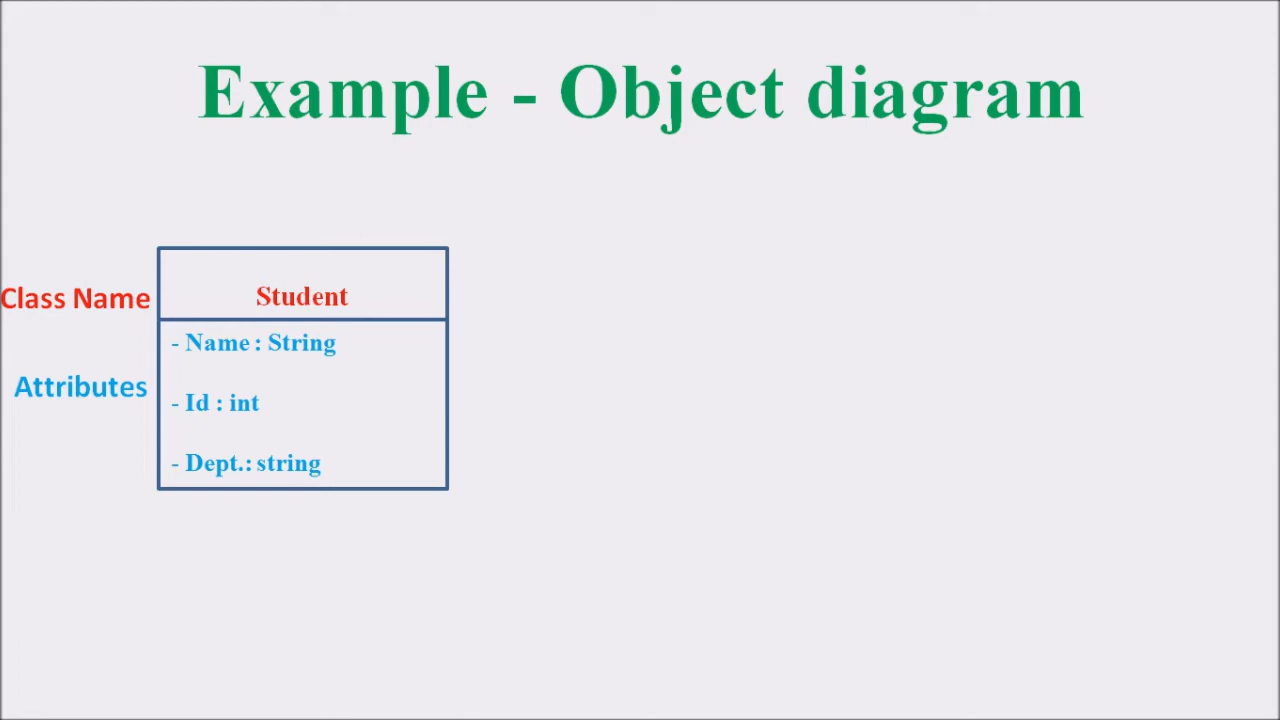 Example - Object diagram
Class Name
Student
Attributes
- Name : String
- Id : int
- Dept.: string